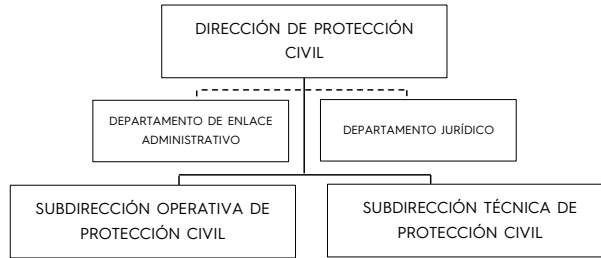 DIRECCIÓN DE PROTECCIÓN
CIVIL
DEPARTAMENTO DE ENLACE
ADMINISTRATIVO
DEPARTAMENTO JURÍDICO
SUBDIRECCIÓN OPERATIVA DE
PROTECCIÓN CIVIL
SUBDIRECCIÓN TÉCNICA DE
PROTECCIÓN CIVIL